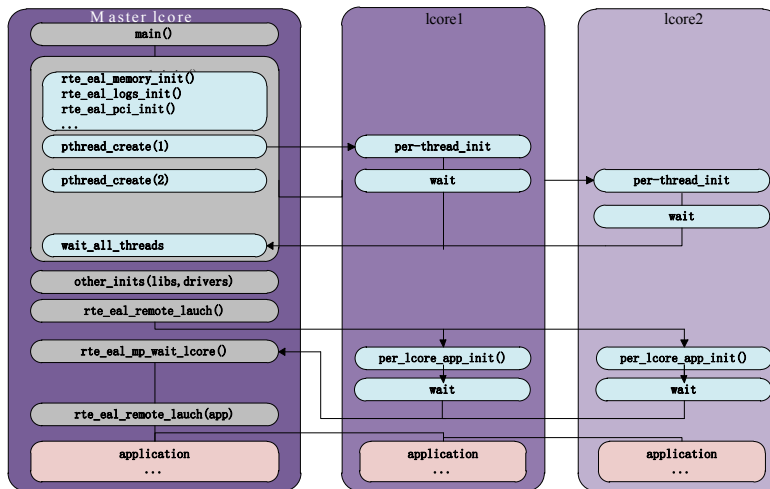 Master lcore
main()
rte_eal_memory_init()
rte_eal_logs_init()
rte_eal_pci_init()
...
pthread_create(1)
pthread_create(2)
wait_all_threads
other_inits(libs,drivers)
rte_eal_remote_lauch()
rte_eal_mp_wait_lcore()
rte_eal_remote_lauch(app)
application
...
lcore1
per-thread_init
wait
per_lcore_app_init()
wait
application
...
lcore2
per-thread_init
wait
per_lcore_app_init()
wait
application
...